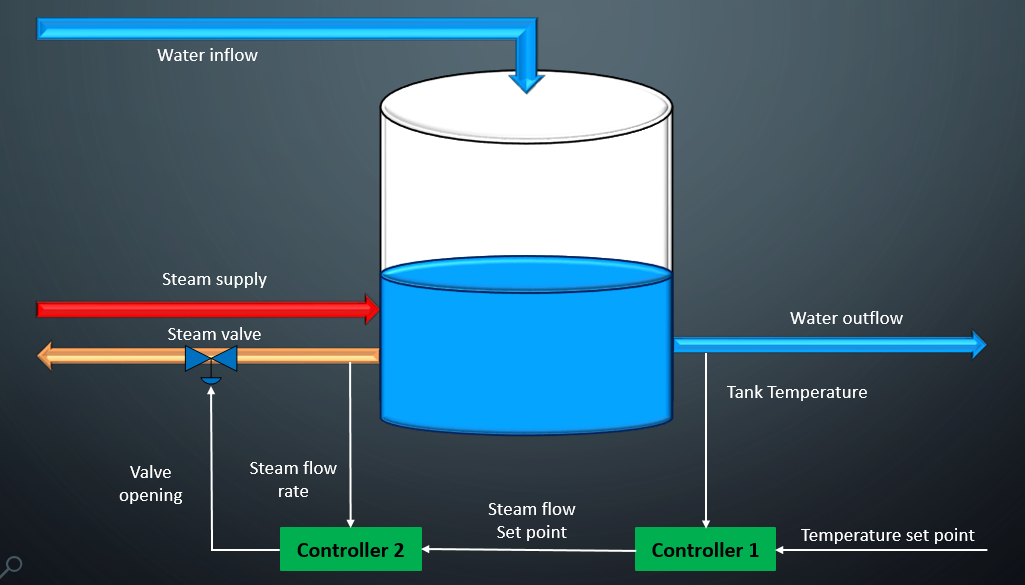 Water inflow
Steam supply
Steam valve
Water outflow
Tank Temperature
Valve
opening
Steam flow
rate
Steam flow
Set point
Controller 2
Controller 1
Temperature set point